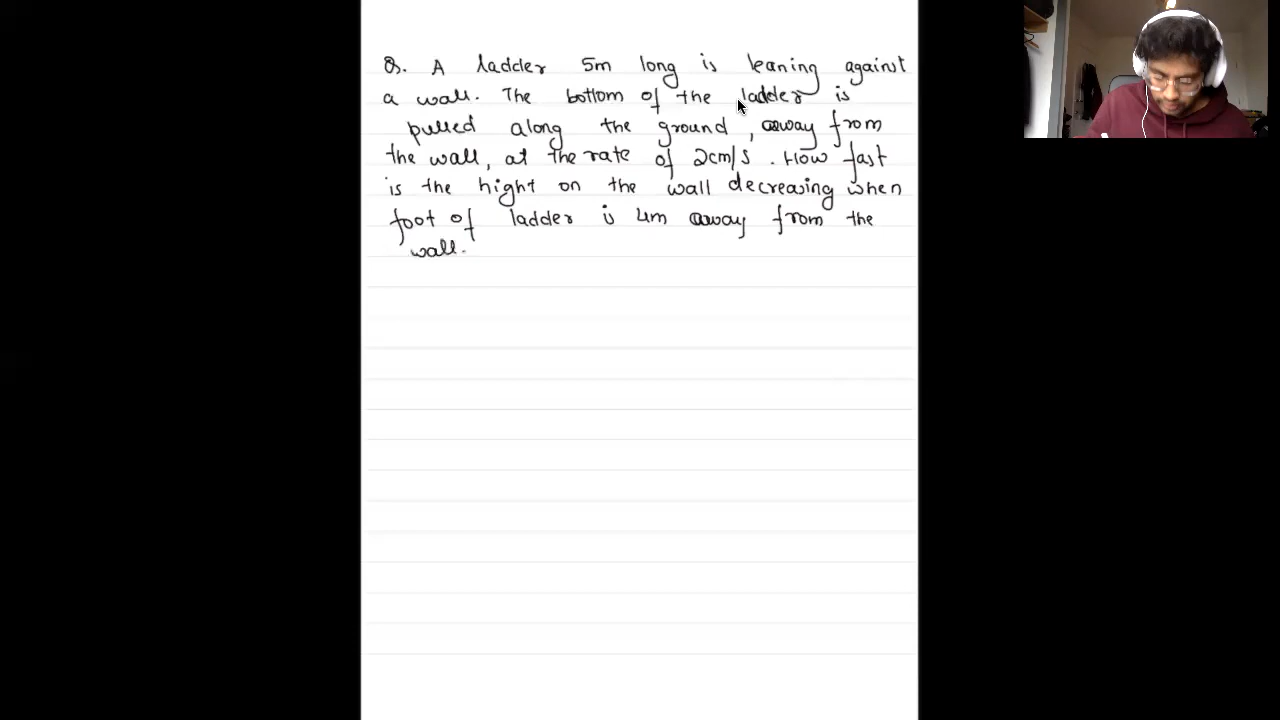 Q. A ladder 5m long is leaning against
a wall. The bottom of the ladder is
pulled along the ground, away from
the wall, at the rate of 2cm/s. How fast
is the hight on the wall decreasing when
foot of ladder is 4m away from the
wall.